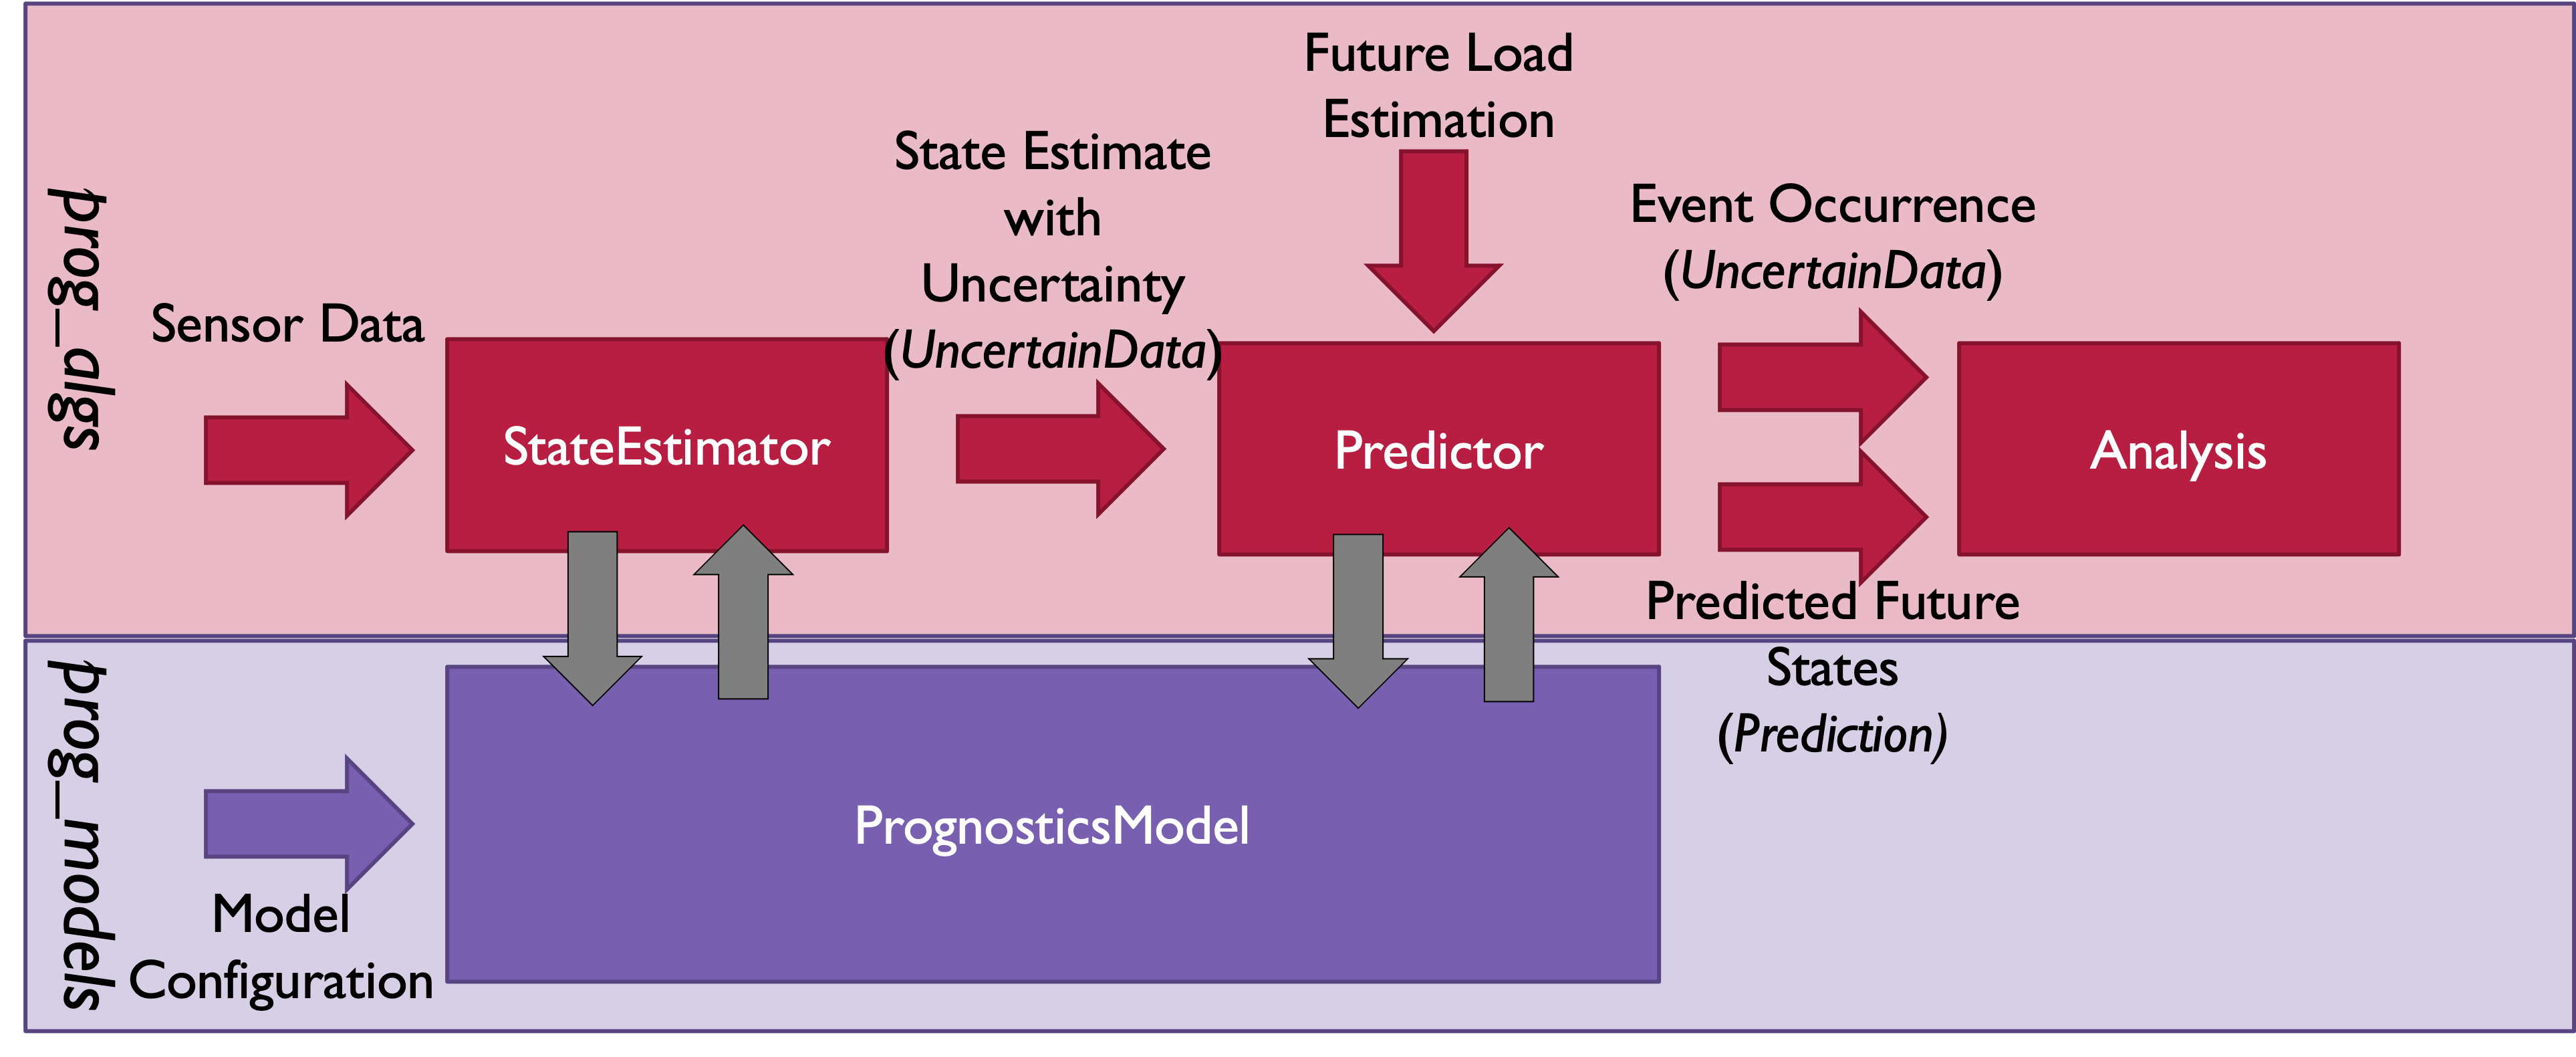 prog_algs
Sensor Data
StateEstimator
State Estimate
with
Uncertainty
(UncertainData)
Future Load
Estimation
Predictor
Event Occurrence
(UncertainData)
Predicted Future
States
(Prediction)
Analysis
prog_models
Model
Configuration
PrognosticsModel